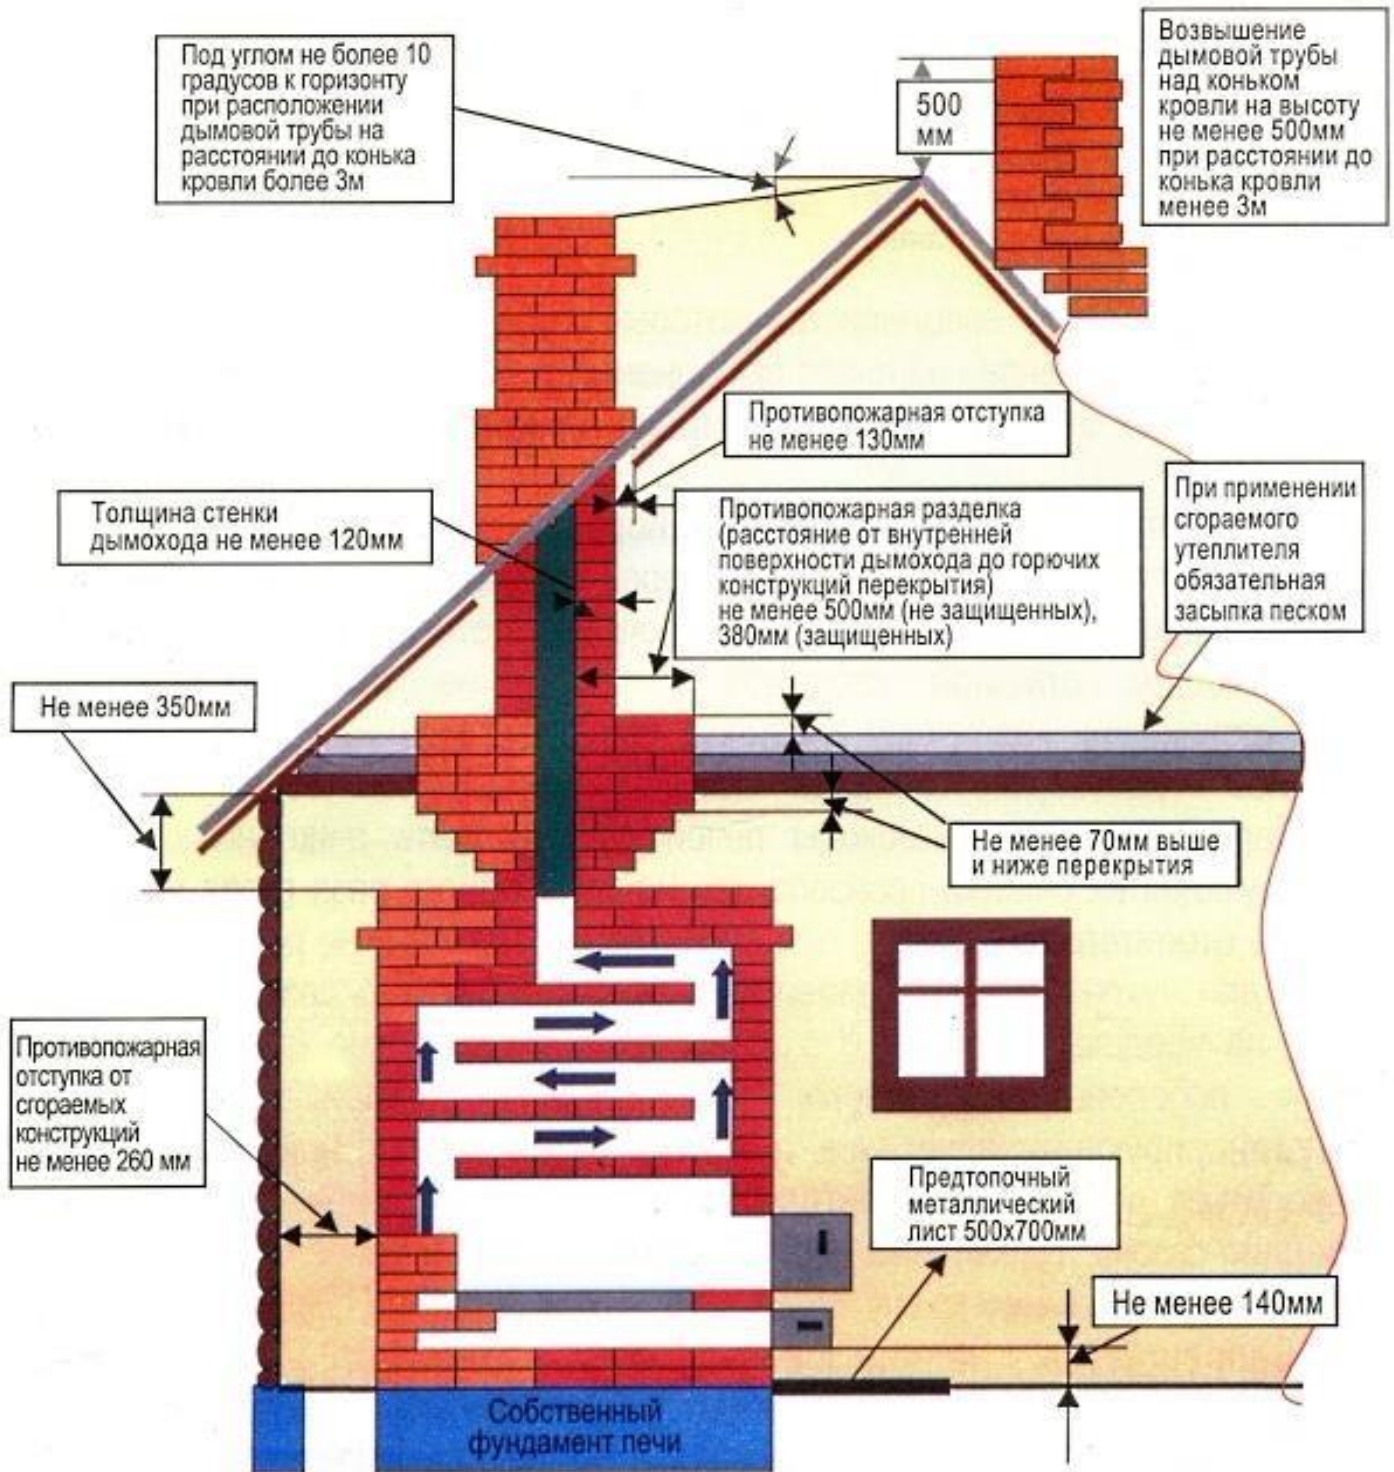 Под углом не более 10
градусов к горизонту
при расположении
дымовой трубы на
расстоянии до конька
кровли более 3м
500
мм
Возвышение
дымовой трубы
над коньком
кровли на высоту
не менее 500мм
при расстоянии до
конька кровли
менее 3м
Противопожарная отступка
не менее 130мм
Толщина стенки
дымохода не менее 120мм
Противопожарная разделка
(расстояние от внутренней
поверхности дымохода до горючих
конструкций перекрытия)
не менее 500мм (не защищенных),
380мм (защищенных)
При применении
сгораемого
утеплителя
обязательная
засыпка песком
Не менее 350мм
Не менее 70мм выше
и ниже перекрытия
Противопожарная
отступка от
сгораемых
конструкций
не менее 260 мм
Предтопочный
металлический
лист 500х700мм
Не менее 140мм
Собственный
фундамент печи